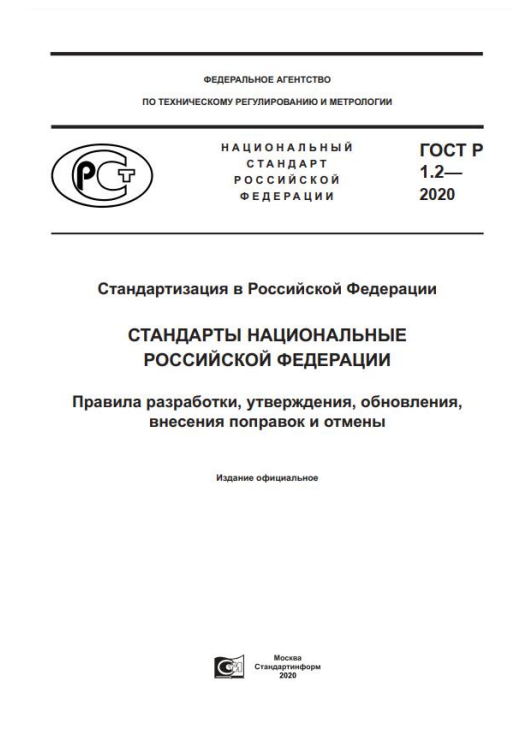 ФЕДЕРАЛЬНОЕ АГЕНТСТВО
ПО ТЕХНИЧЕСКОМУ РЕГУЛИРОВАНИЮ И МЕТРОЛОГИИ
РСТ
НАЦИОНАЛЬНЫЙ
СТАНДАРТ
РОССИЙСКОЙ
ФЕДЕРАЦИИ
ГОСТ Р
1.2—
2020
Стандартизация в Российской Федерации
СТАНДАРТЫ НАЦИОНАЛЬНЫЕ
РОССИЙСКОЙ ФЕДЕРАЦИИ
Правила разработки, утверждения, обновления,
внесения поправок и отмены
Издание официальное
Москва
Стандартинформ
2020